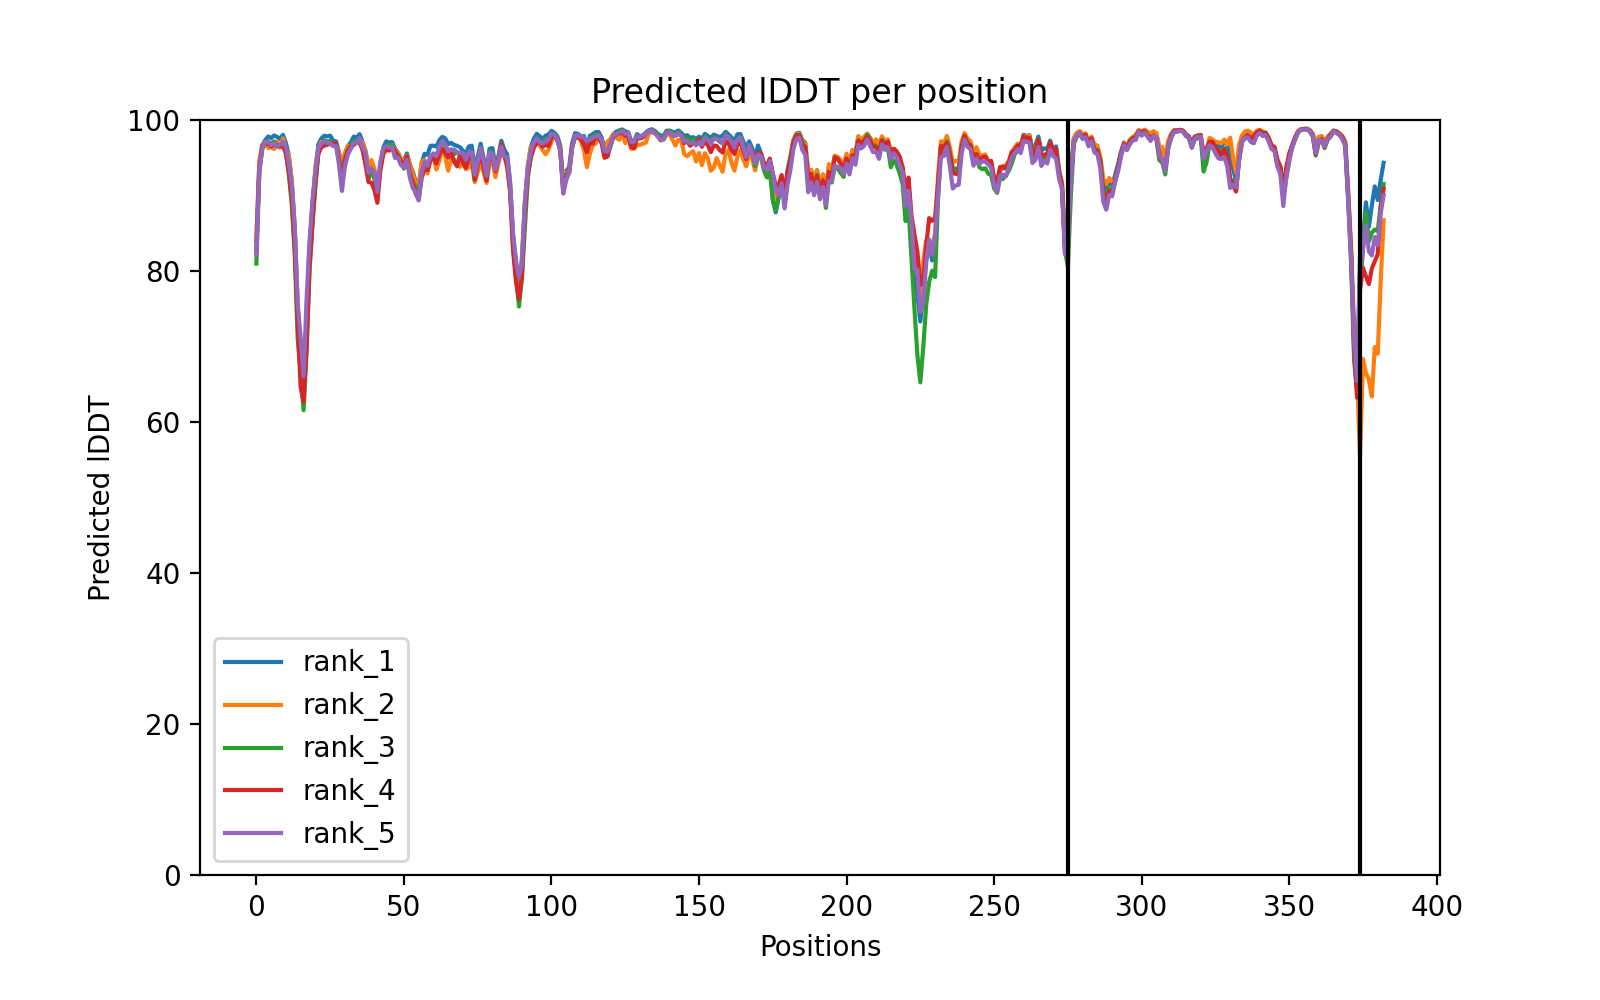 Predicted lDDT per position
100
80
60
40
20
0
Predicted lDDT
rank_1
rank_2
rank_3
rank_4
rank_5
0 50 100 150 200 250 300 350 400
Positions